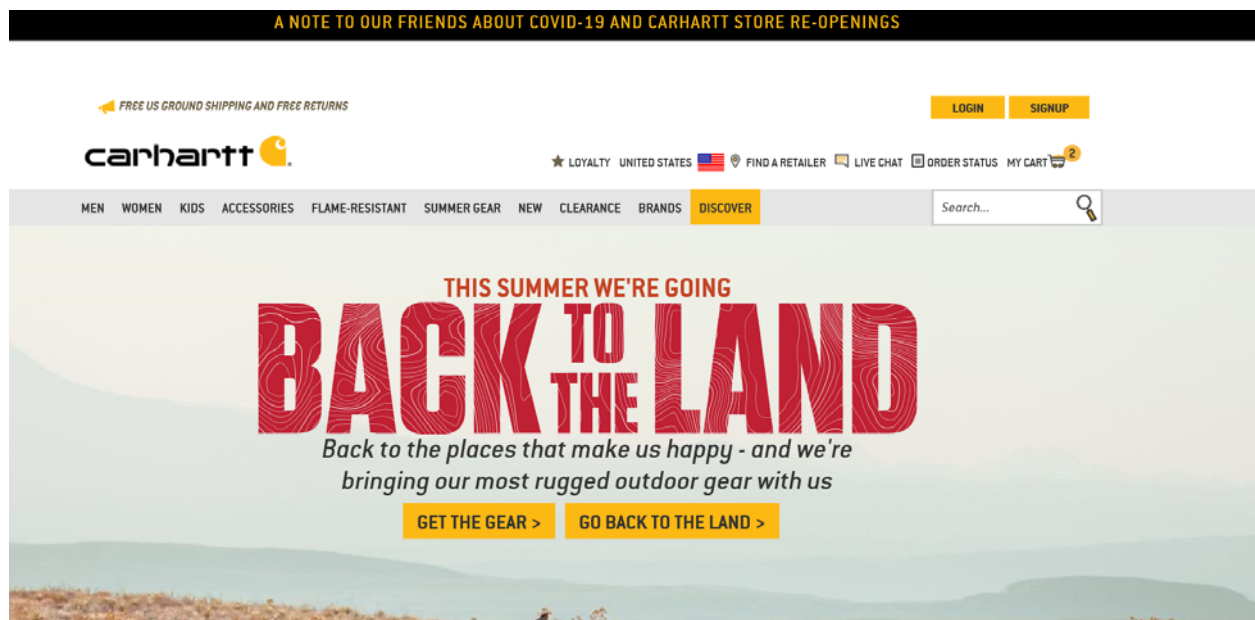 A NOTE TO OUR FRIENDS ABOUT COVID-19 AND CARHARTT STORE RE-OPENINGS
FREE US GROUND SHIPPING AND FREE RETURNS
LOGIN SIGNUP
carhartt
LOYALTY UNITED STATES FIND A RETAILER LIVE CHAT ORDER STATUS MY CART 2
MEN WOMEN KIDS ACCESSORIES FLAME-RESISTANT SUMMER GEAR NEW CLEARANCE BRANDS DISCOVER Search...
THIS SUMMER WE'RE GOING
BACK TO THE LAND
Back to the places that make us happy - and we're
bringing our most rugged outdoor gear with us
GET THE GEAR > GO BACK TO THE LAND >